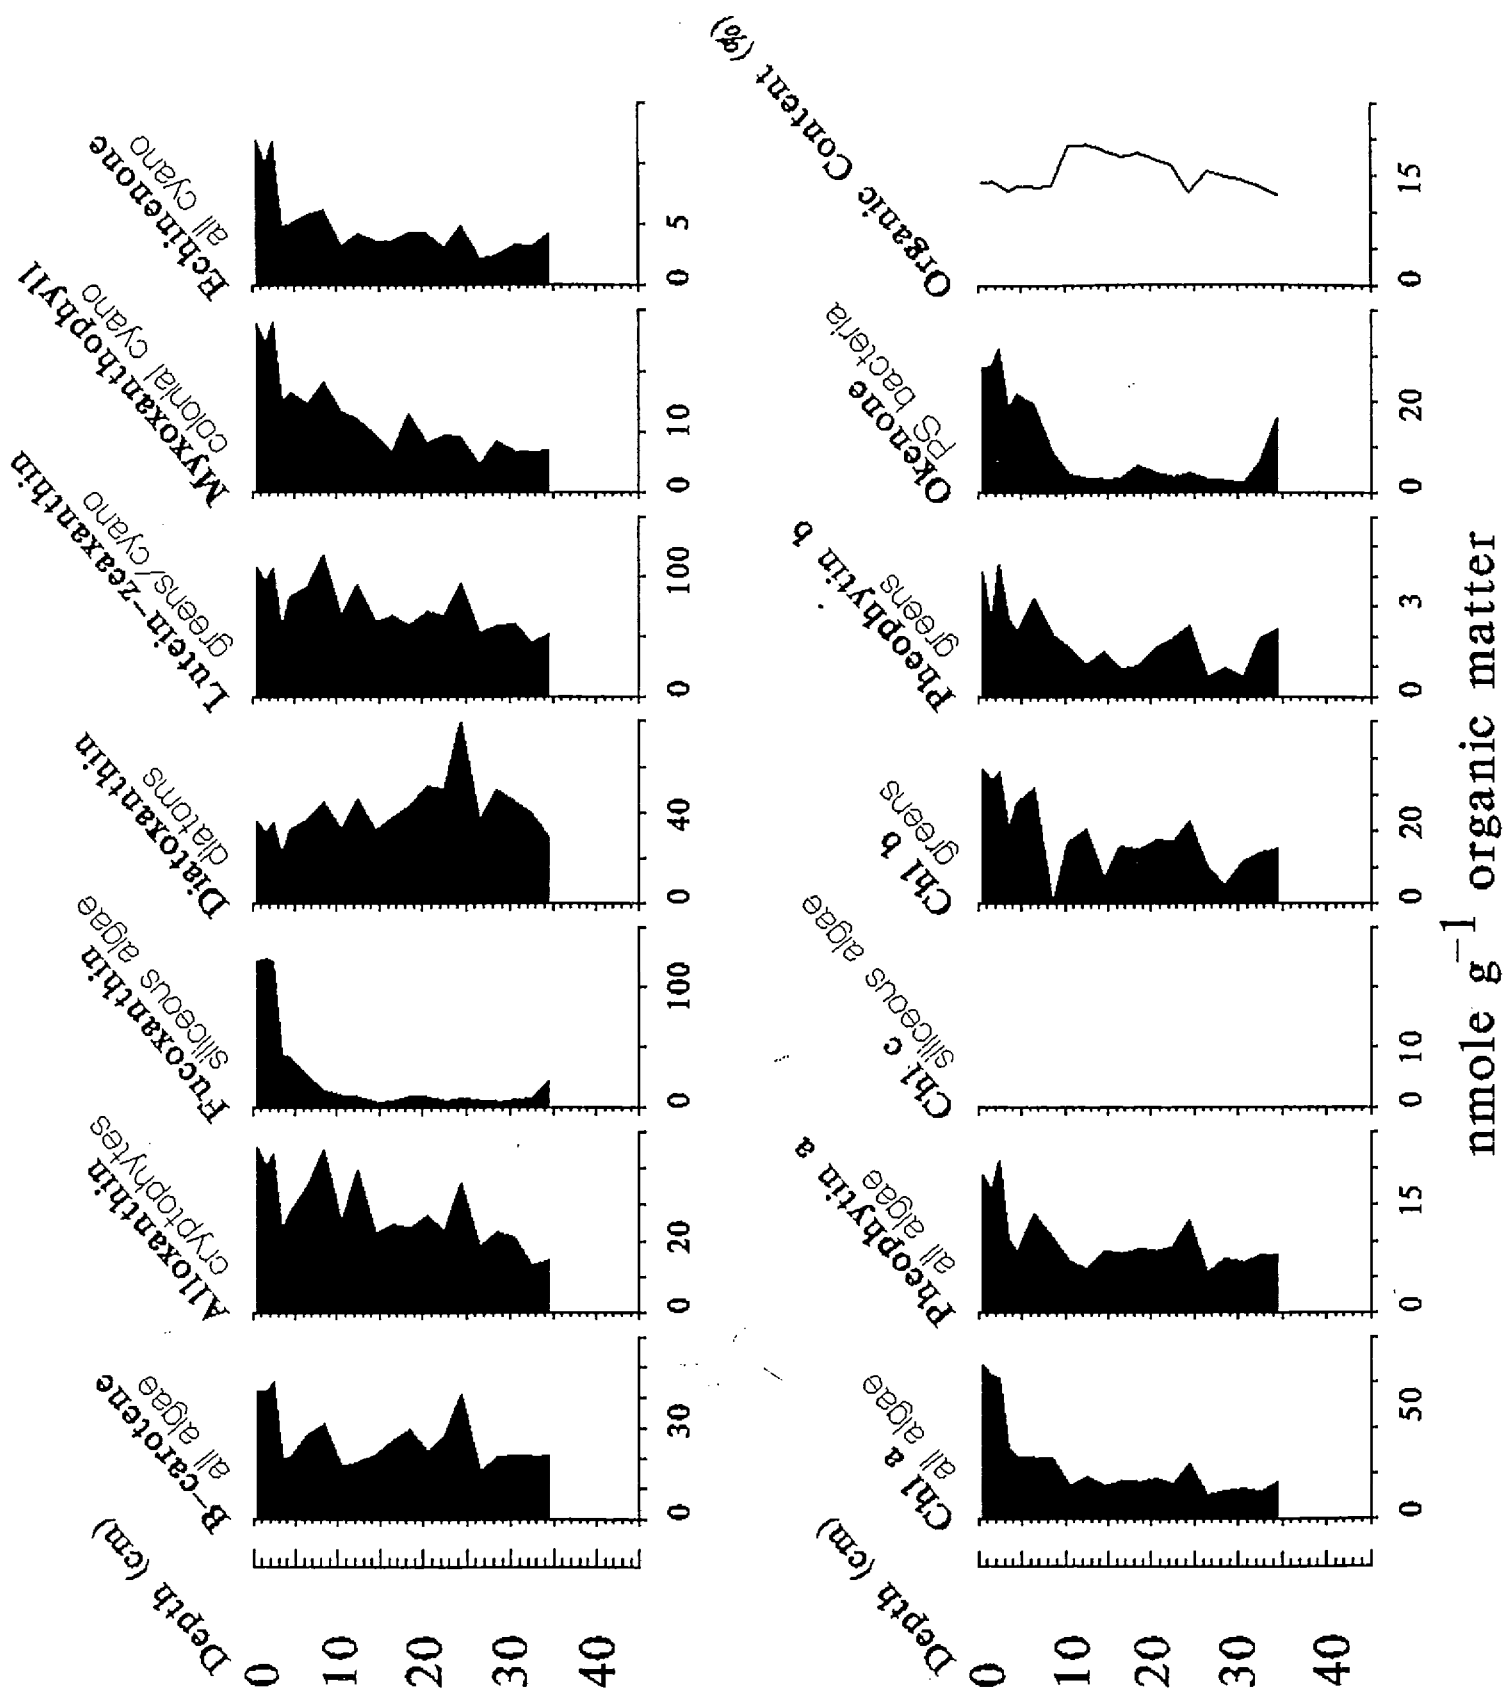 Depth (cm)
0
10
20
30
40
B-carotene
all algae
0
30
Alloxanthin
cryptophytes
0
20
Fucoxanthin
siliceous algae
0
100
Diatoxanthin
diatoms
0
40
Lutein-zeaxanthin
greens/cyano
0
100
Myxoxanthophyll
colonial cyano
0
10
Echinenone
all cyano
0
5
Depth (cm)
0
10
20
30
40
Chl a
all algae
0
50
Pheophytin a
all algae
0
15
Chl c
siliceous algae
0
10
Chl b
greens
0
20
Pheophytin b
greens
0
3
Okenone
PS bacteria
0
20
Organic Content (%)
0
15
nmole g⁻¹ organic matter